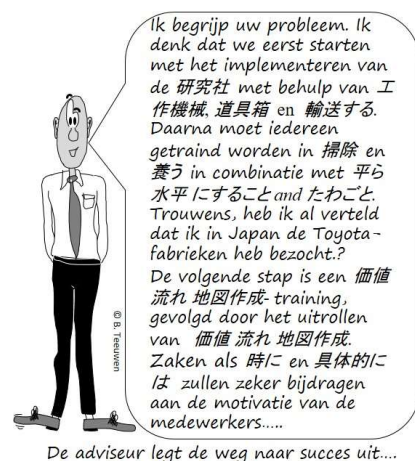 Ik begrijp uw probleem. Ik
denk dat we eerst starten
met het implementeren van
de 研究社 met behulp van 工
作機械, 道具箱 en 輸送する.
Daarna moet iedereen
getraind worden in 掃除 en
養う in combinatie met 平ら
水平 にすること and たわごと.
Trouwens, heb ik al verteld
dat ik in Japan de Toyota-
fabrieken heb bezocht.?
De volgende stap is een 価値
流れ 地図作成- training,
gevolgd door het uitrollen
van 価値 流れ 地図作成.
Zaken als 時に en 具体的に
は zullen zeker bijdragen
aan de motivatie van de
medewerkers.....
© B. Teeuwen
De adviseur legt de weg naar succes uit....